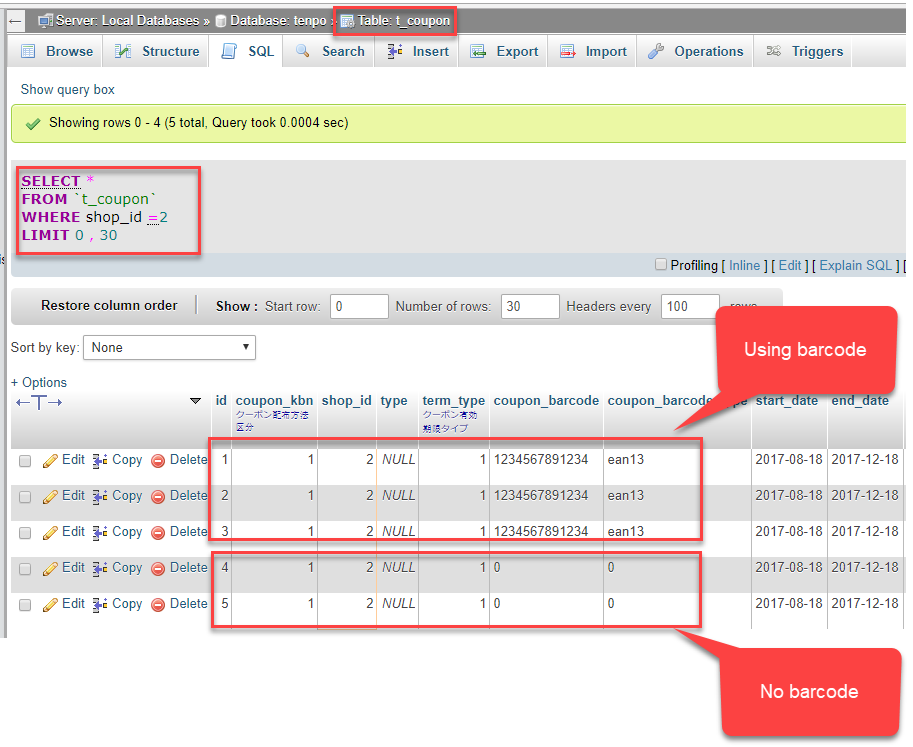 ← Server: Local Databases » Database: tenpo » Table: t_coupon
Browse Structure SQL Search Insert Export Import Operations Triggers
Show query box
Showing rows 0 - 4 (5 total, Query took 0.0004 sec)
SELECT *
FROM `t_coupon`
WHERE shop_id =2
LIMIT 0 , 30
Profiling [ Inline ] [ Edit ] [ Explain SQL ] [
Restore column order Show : Start row: 0 Number of rows: 30 Headers every 100 rows
Using barcode
Sort by key: None
+ Options
←T→ id coupon_kbn shop_id type term_type coupon_barcode coupon_barcode start_date end_date
クーポン配布方法 クーポン有効
区分 期限タイプ
Edit Copy Delete 1 1 2 NULL 1 1234567891234 ean13 2017-08-18 2017-12-18
Edit Copy Delete 2 1 2 NULL 1 1234567891234 ean13 2017-08-18 2017-12-18
Edit Copy Delete 3 1 2 NULL 1 1234567891234 ean13 2017-08-18 2017-12-18
Edit Copy Delete 4 1 2 NULL 1 0 0 2017-08-18 2017-12-18
Edit Copy Delete 5 1 2 NULL 1 0 0 2017-08-18 2017-12-18
No barcode